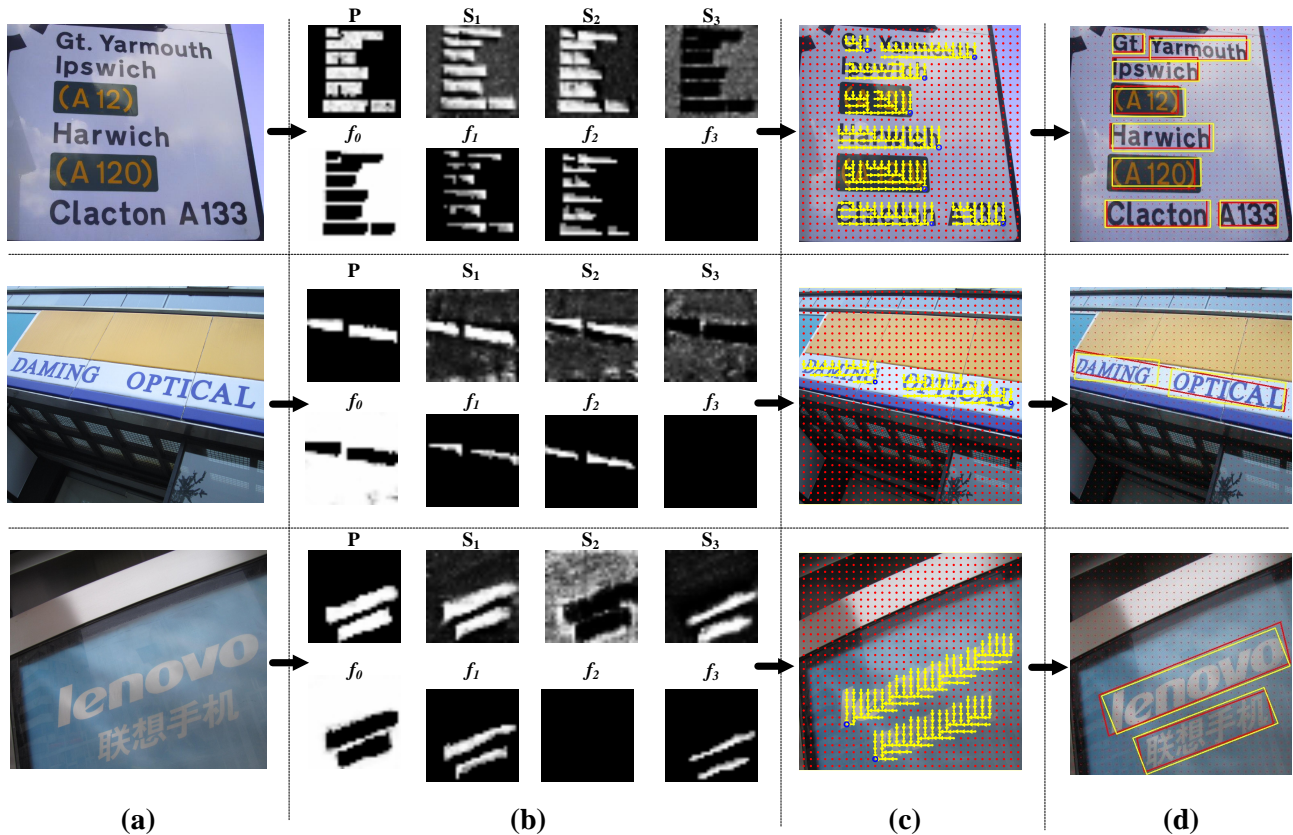 P S₁ S₂ S₃
Gt. Yarmouth
Ipswich
(A 12)
Harwich
(A 120)
Clacton A133
f₀ f₁ f₂ f₃
Gt. Yarmouth
Ipswich
(A 12)
Harwich
(A 120)
Clacton A133
P S₁ S₂ S₃
DAMING OPTICAL
f₀ f₁ f₂ f₃
DAMING OPTICAL
P S₁ S₂ S₃
lenovo
联想手机
f₀ f₁ f₂ f₃
lenovo
联想手机
(a) (b) (c) (d)